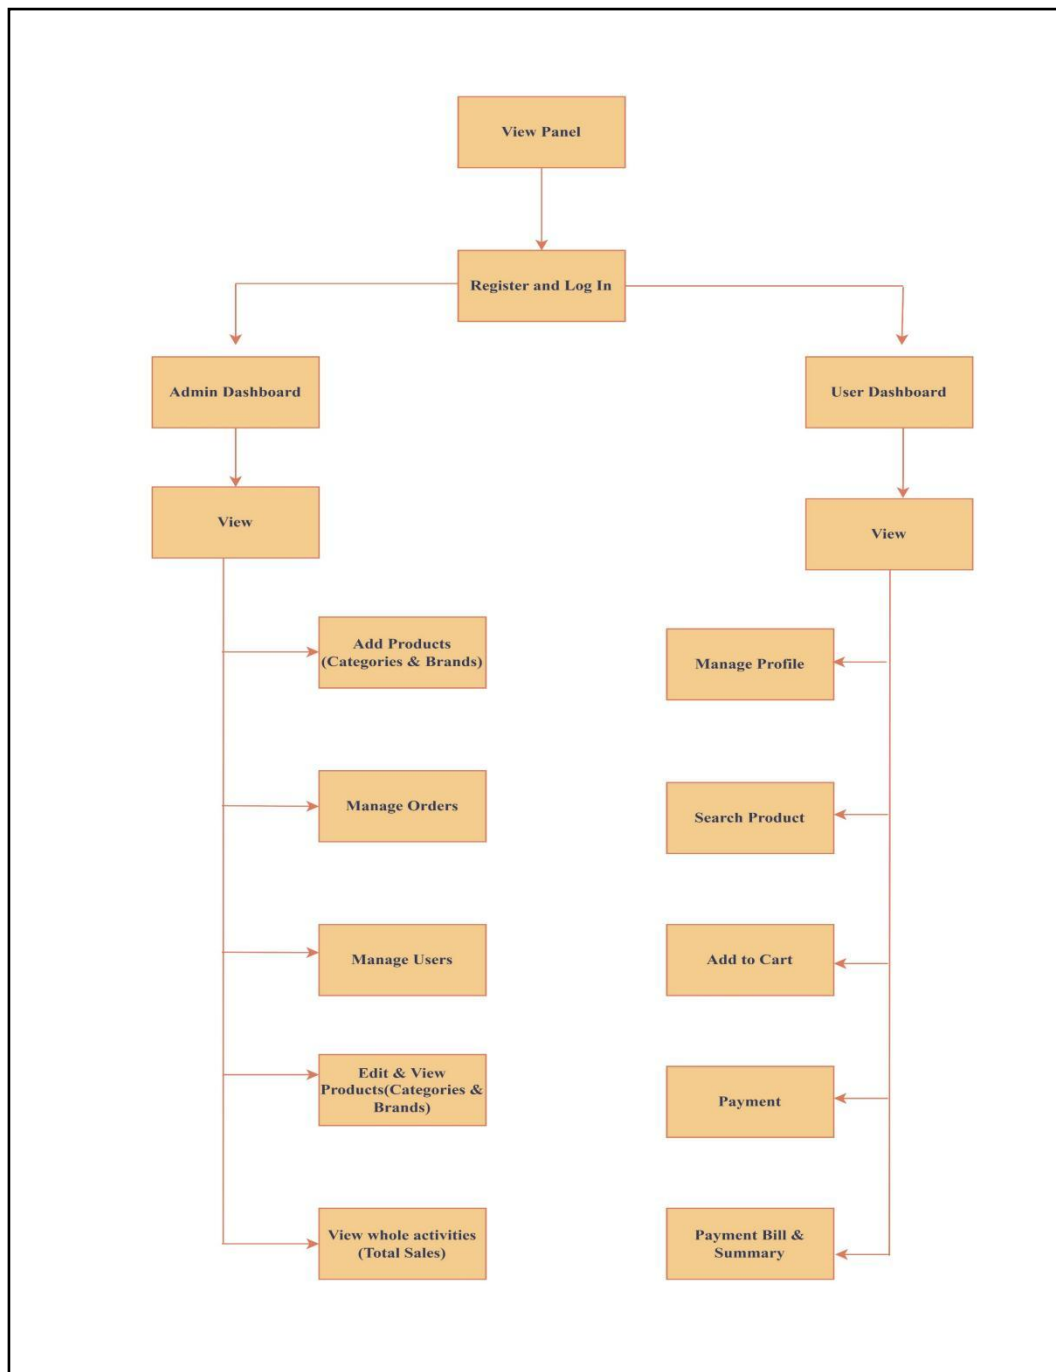 View Panel
Register and Log In
Admin Dashboard
User Dashboard
View
View
Add Products
(Categories & Brands)
Manage Profile
Manage Orders
Search Product
Manage Users
Add to Cart
Edit & View
Products(Categories &
Brands)
Payment
View whole activities
(Total Sales)
Payment Bill &
Summary